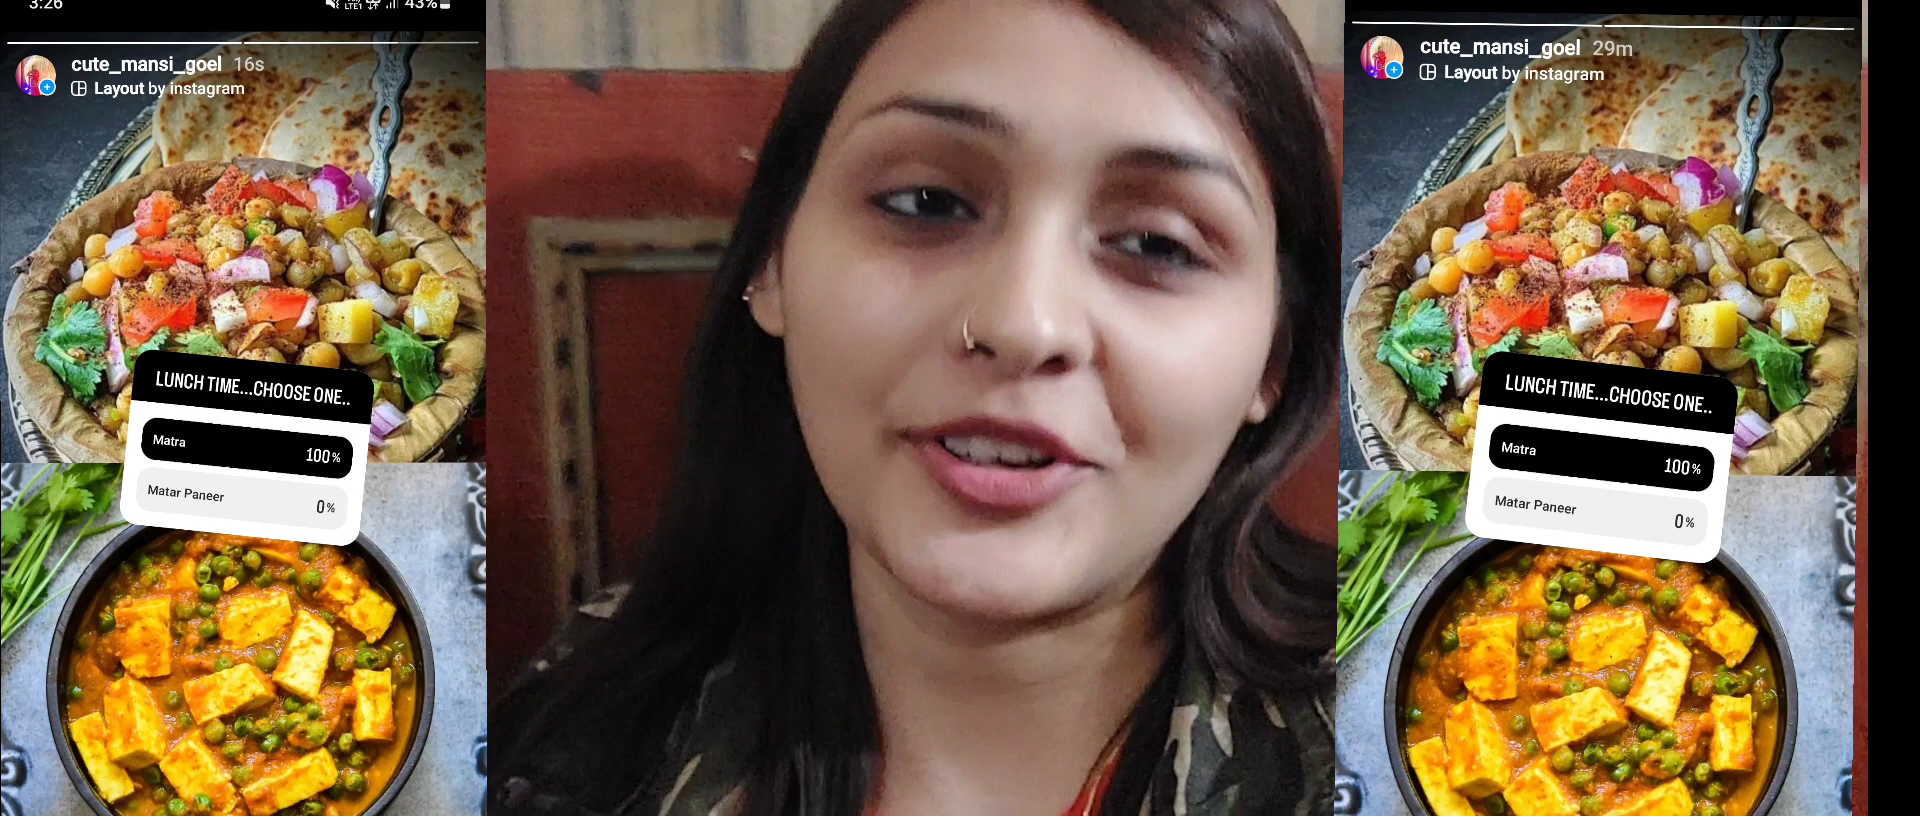 3:26
LTE1 43%
cute_mansi_goel 16s
Layout by instagram
LUNCH TIME...CHOOSE ONE..
Matra 100%
Matar Paneer 0%
cute_mansi_goel 29m
Layout by instagram
LUNCH TIME...CHOOSE ONE..
Matra 100%
Matar Paneer 0%